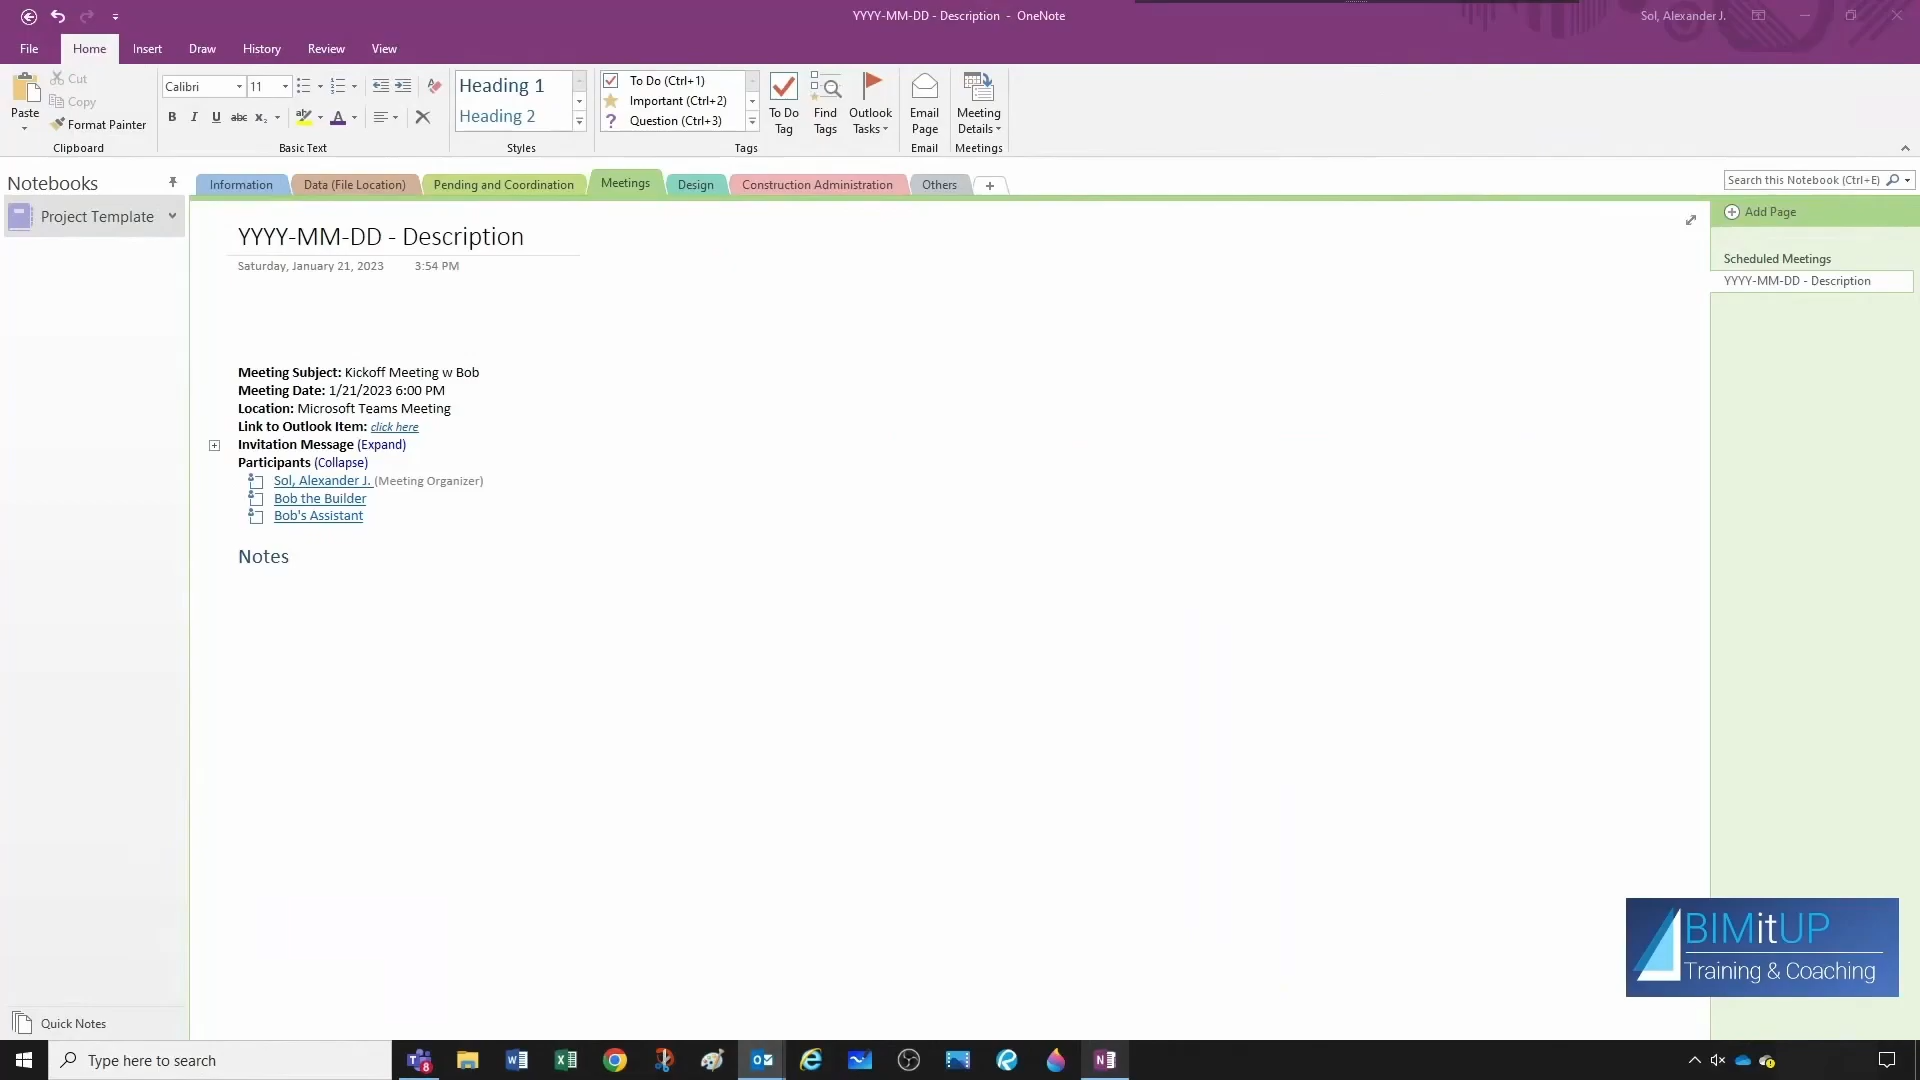 YYYY-MM-DD - Description - OneNote
Sol, Alexander J.
File Home Insert Draw History Review View
Paste
Cut
Copy
Format Painter
Clipboard
Calibri 11
B I U abc x₂ A
Basic Text
Heading 1
Heading 2
Styles
To Do (Ctrl+1)
Important (Ctrl+2)
Question (Ctrl+3)
To Do Tag
Find Tags
Outlook Tasks
Tags
Email Page
Email
Meeting Details
Meetings
Notebooks
Project Template
Information Data (File Location) Pending and Coordination Meetings Design Construction Administration Others
Search this Notebook (Ctrl+E)
YYYY-MM-DD - Description
Saturday, January 21, 2023 3:54 PM
Meeting Subject: Kickoff Meeting w Bob
Meeting Date: 1/21/2023 6:00 PM
Location: Microsoft Teams Meeting
Link to Outlook Item: click here
Invitation Message (Expand)
Participants (Collapse)
Sol, Alexander J. (Meeting Organizer)
Bob the Builder
Bob's Assistant
Notes
Add Page
Scheduled Meetings
YYYY-MM-DD - Description
BIMitUP
Training & Coaching
Quick Notes
Type here to search
8